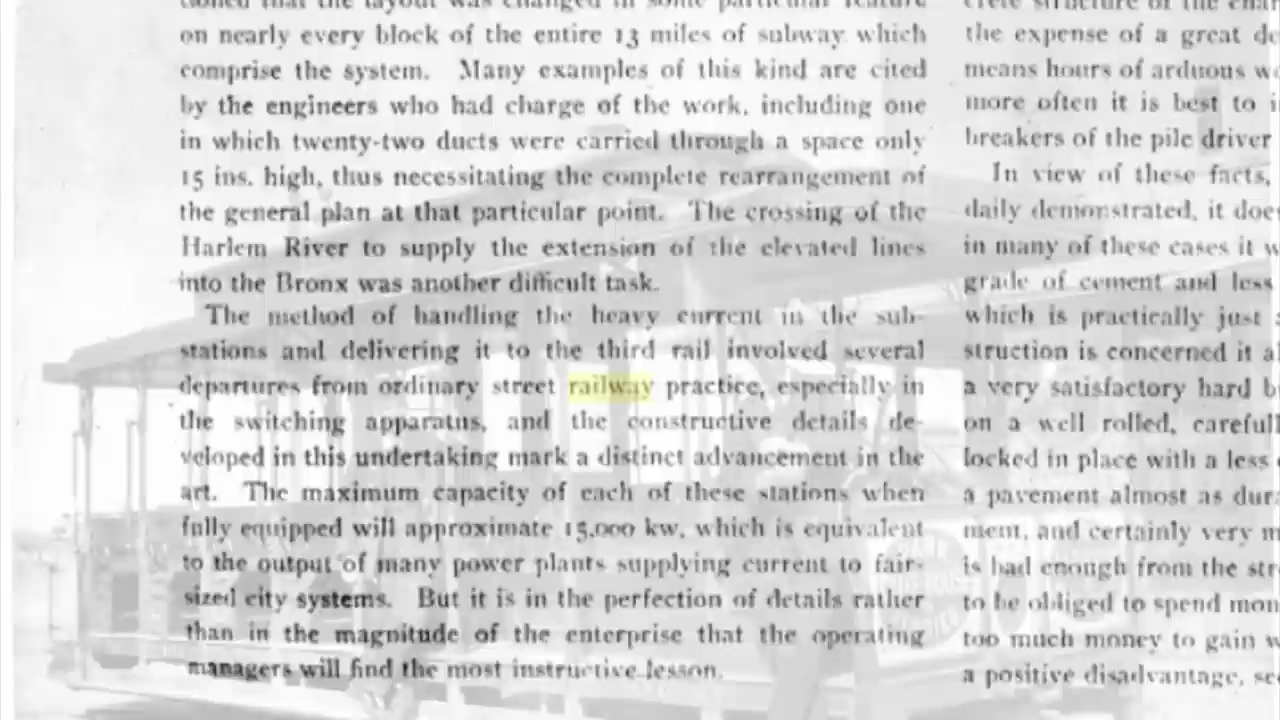 tioned that the layout was changed in some particular feature
on nearly every block of the entire 13 miles of subway which
comprise the system. Many examples of this kind are cited
by the engineers who had charge of the work, including one
in which twenty-two ducts were carried through a space only
15 ins. high, thus necessitating the complete rearrangement of
the general plan at that particular point. The crossing of the
Harlem River to supply the extension of the elevated lines
into the Bronx was another difficult task.
The method of handling the heavy current in the sub-
stations and delivering it to the third rail involved several
departures from ordinary street railway practice, especially in
the switching apparatus, and the constructive details de-
veloped in this undertaking mark a distinct advancement in the
art. The maximum capacity of each of these stations when
fully equipped will approximate 15,000 kw, which is equivalent
to the output of many power plants supplying current to fair-
sized city systems. But it is in the perfection of details rather
than in the magnitude of the enterprise that the operating
managers will find the most instructive lesson.
structure of the
the expense of a great
means hours of arduous
more often it is best to
breakers of the pile driver
In view of these facts,
daily demonstrated, it
in many of these cases it
grade of cement and less
which is practically just
struction is concerned it
a very satisfactory hard
on a well rolled,
locked in place with a less
a pavement almost as
ment, and certainly very
is bad enough from the
to be obliged to spend
too much money to gain
a positive disadvantage,